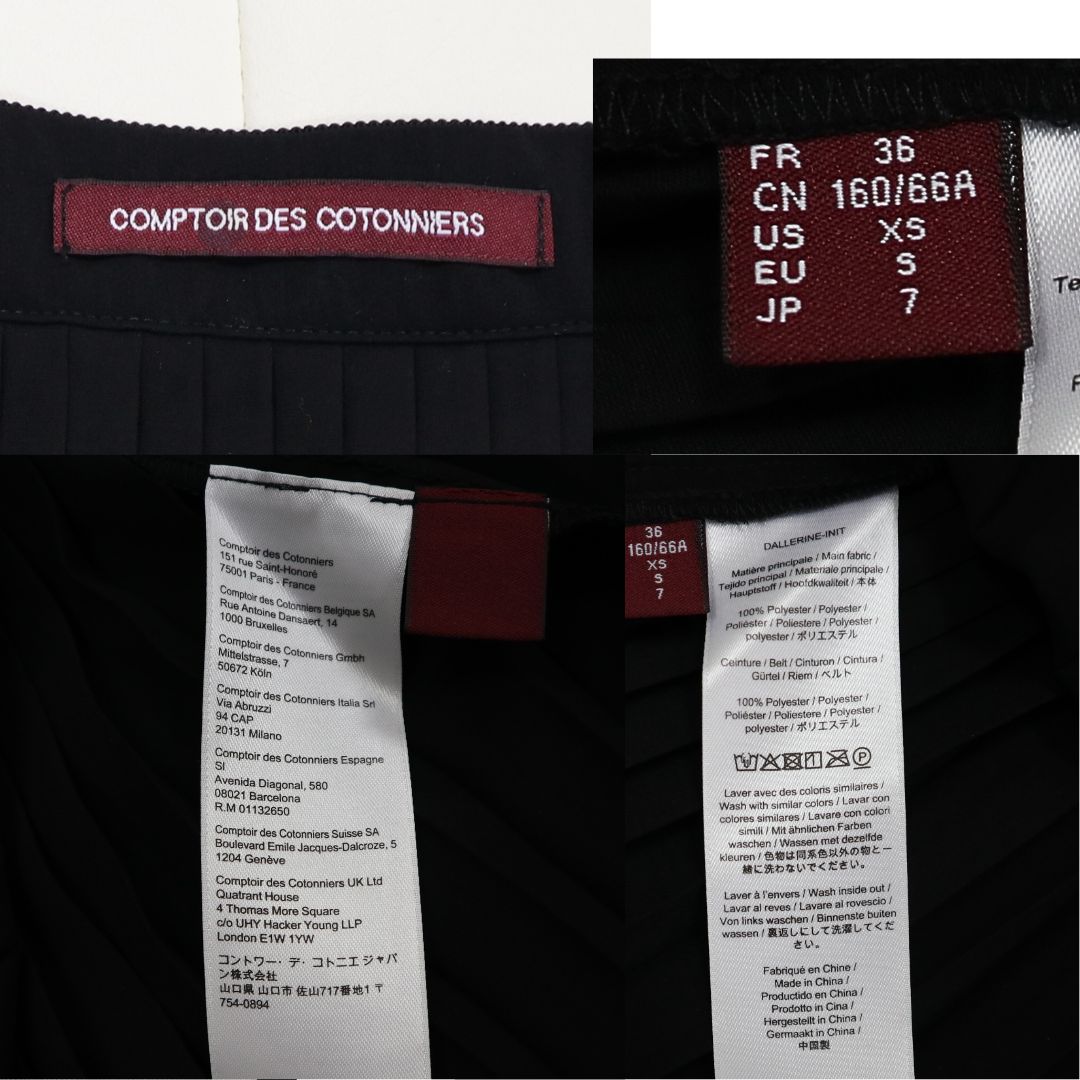 COMPTOIR DES COTONNIERS
FR 36
CN 160/66A
US XS
EU S
JP 7
Te
Comptoir des Cotonniers
151 rue Saint-Honoré
75001 Paris - France
Comptoir des Cotonniers Belgique SA
Rue Antoine Dansaert, 14
1000 Bruxelles
Comptoir des Cotonniers Gmbh
Mittelstrasse, 7
50672 Köln
Comptoir des Cotonniers Italia Srl
Via Abruzzi
94 CAP
20131 Milano
Comptoir des Cotonniers Espagne
Sl
Avenida Diagonal, 580
08021 Barcelona
R.M 01132650
Comptoir des Cotonniers Suisse SA
Boulevard Emile Jacques-Dalcroze, 5
1204 Genève
Comptoir des Cotonniers UK Ltd
Quatrant House
4 Thomas More Square
c/o UHY Hacker Young LLP
London E1W 1YW
コントワー・デ・コトニエ ジャパ
ン株式会社
山口県 山口市 佐山717番地1 〒
754-0894
36
160/66A
XS
S
7
DALLERINE-INIT
Matière principale / Main fabric /
Tejido principal / Materiale principale /
Hauptstoff / Hoofdkwaliteit / 本体
100% Polyester / Polyester /
Poliéster / Poliestere / Polyester /
polyester / ポリエステル
Ceinture / Belt / Cinturon / Cintura /
Gürtel / Riem / ベルト
100% Polyester / Polyester /
Poliéster / Poliestere / Polyester /
polyester / ポリエステル
Laver avec des coloris similaires /
Wash with similar colors / Lavar con
colores similares / Lavare con colori
simili / Mit ähnlichen Farben
waschen / Wassen met dezelfde
kleuren / 色物は同系色以外の物と一
緒に洗わないでください。
Laver à l'envers / Wash inside out /
Lavar al reves / Lavare al rovescio /
Von links waschen / Binnenste buiten
wassen / 裏返しにして洗濯してくだ
さい。
Fabriqué en Chine /
Made in China /
Productido en China /
Prodotto in Cina /
Hergestellt in China /
Germaakt in China /
中国製